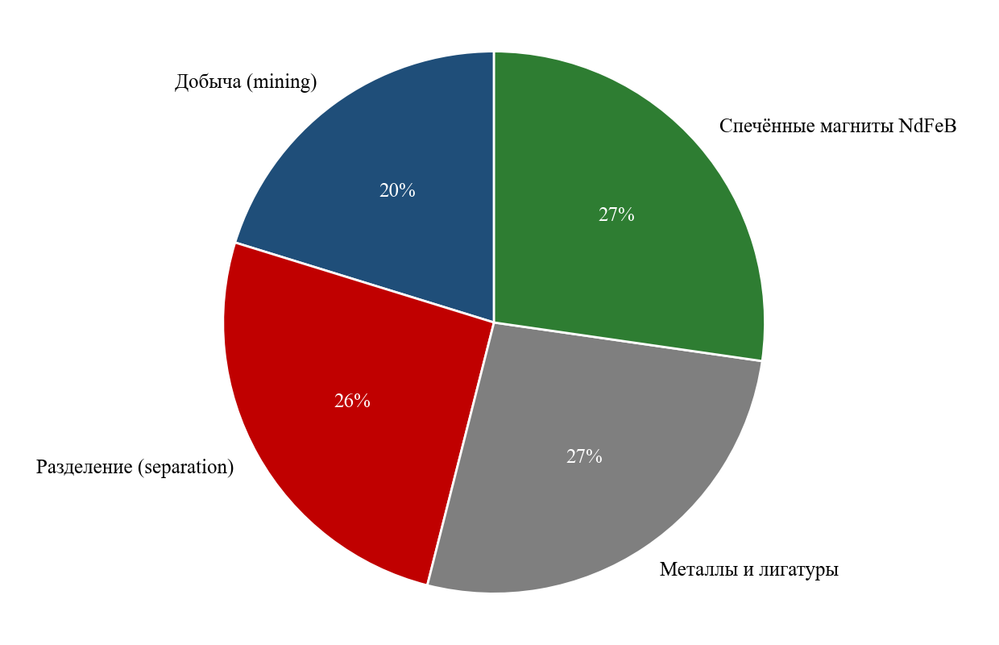 Добыча (mining)
Спечённые магниты NdFeB
20%
27%
26%
27%
Разделение (separation)
Металлы и лигатуры